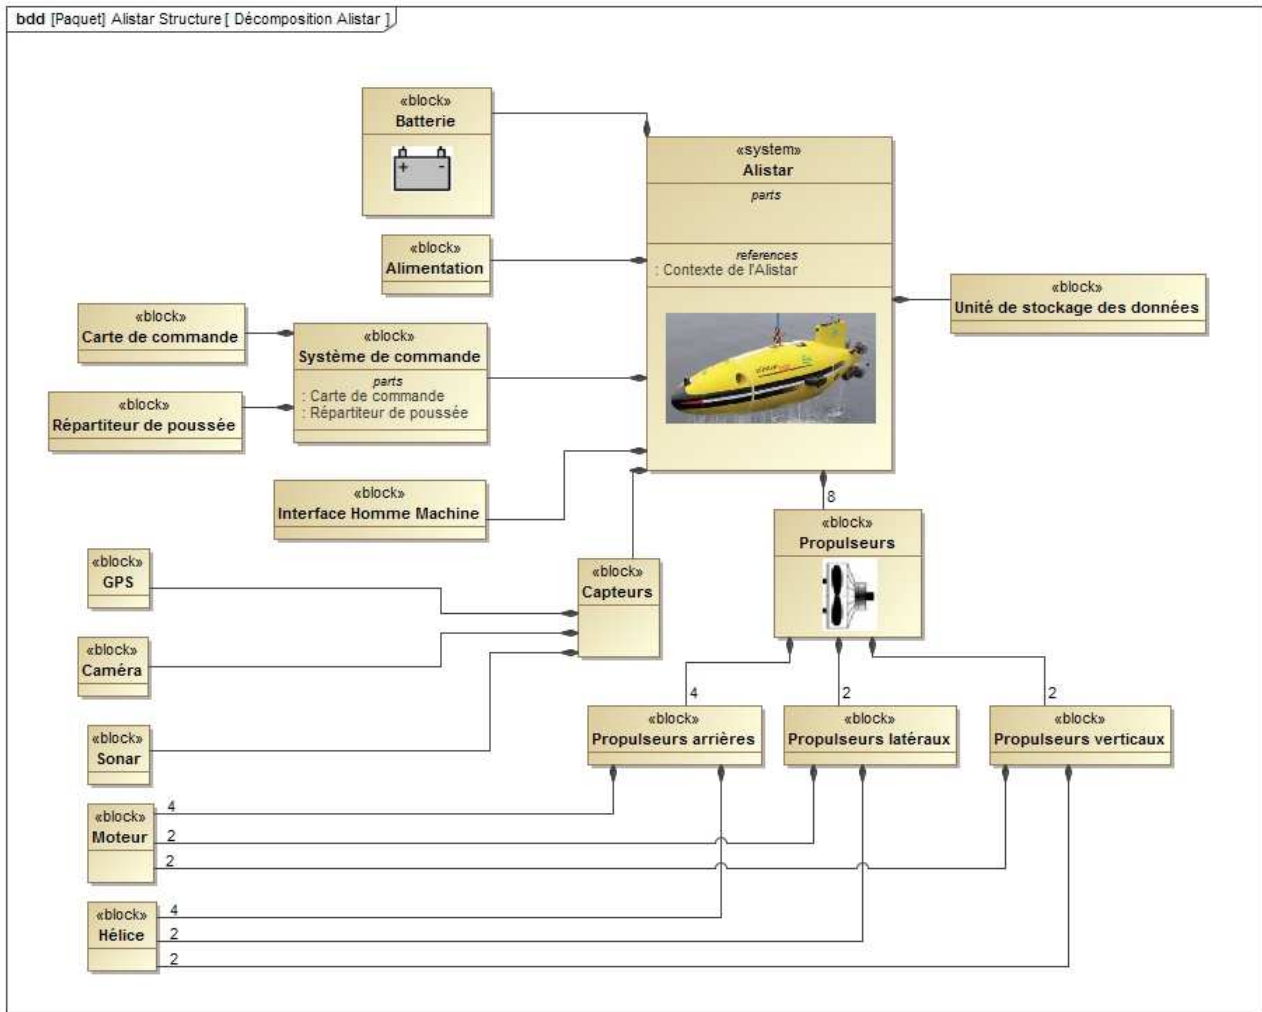 bdd [Paquet] Alistar Structure [ Décomposition Alistar ]
«block»
Batterie
+ -
«system»
Alistar
parts
references
: Contexte de l'Alistar
«block»
Alimentation
«block»
Unité de stockage des données
«block»
Carte de commande
«block»
Système de commande
parts
: Carte de commande
: Répartiteur de poussée
«block»
Répartiteur de poussée
«block»
Interface Homme Machine
8
«block»
Propulseurs
«block»
GPS
«block»
Capteurs
«block»
Caméra
«block»
Sonar
4
2
2
«block»
Propulseurs arrières
«block»
Propulseurs latéraux
«block»
Propulseurs verticaux
«block»
Moteur
4
2
2
«block»
Hélice
4
2
2